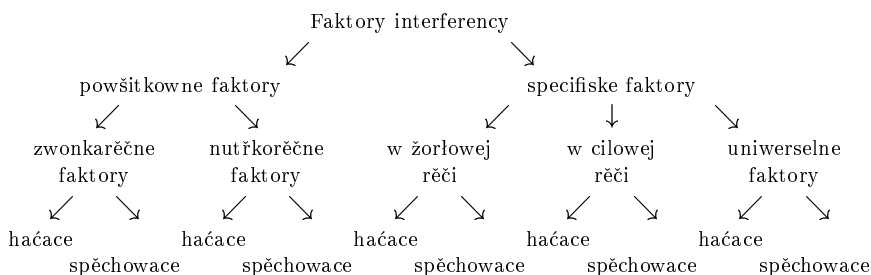 Faktory interferency
powšitkowne faktory specifiske faktory
zwonkarěčne nutřkorěčne w žorłowej w cilowej uniwerselne
faktory faktory rěči rěči faktory
haćace haćace haćace haćace haćace
spěchowace spěchowace spěchowace spěchowace spěchowace